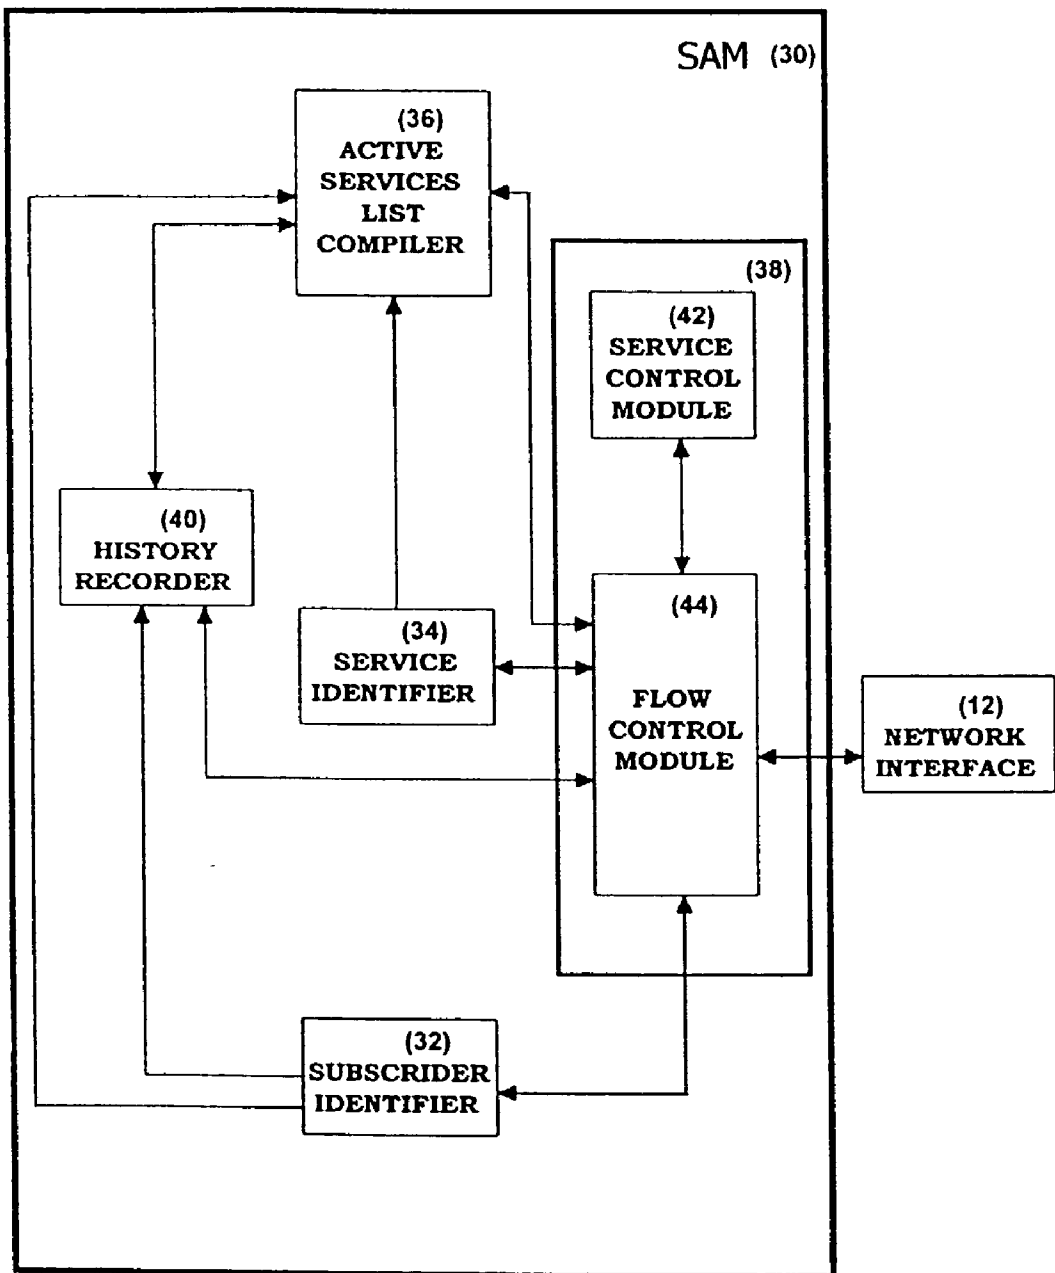 SAM (30)
(36)
ACTIVE
SERVICES
LIST
COMPILER
(38)
(42)
SERVICE
CONTROL
MODULE
(40)
HISTORY
RECORDER
(34)
SERVICE
IDENTIFIER
(44)
FLOW
CONTROL
MODULE
(12)
NETWORK
INTERFACE
(32)
SUBSCRIDER
IDENTIFIER